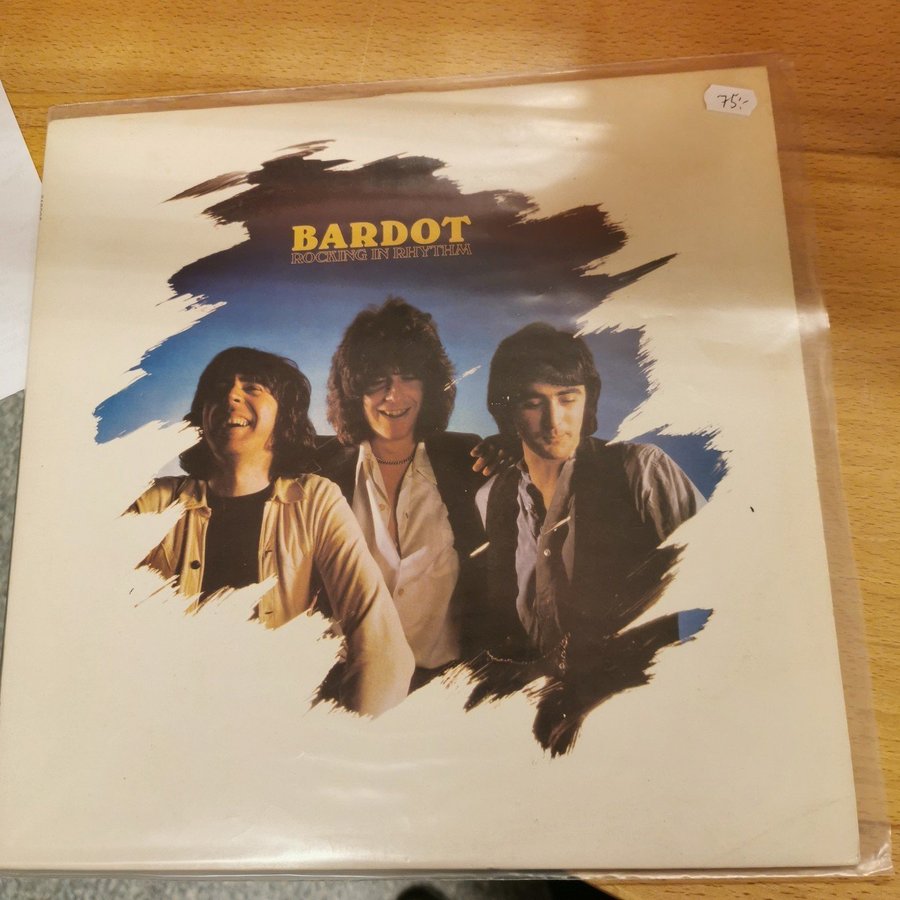 75:-
BARDOT
ROCKING IN RHYTHM